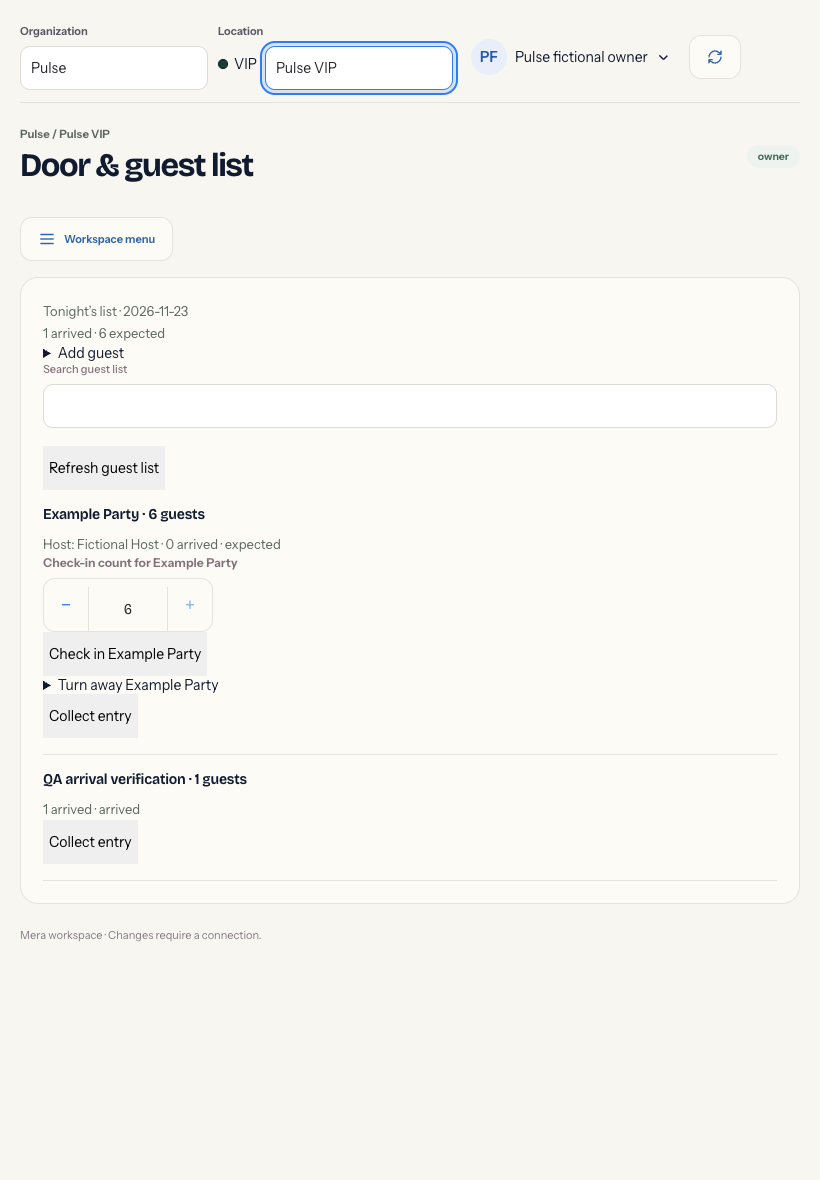 Organization
Location
Pulse
VIP
Pulse VIP
PF
Pulse fictional owner
Pulse / Pulse VIP
Door & guest list
owner
Workspace menu
Tonight's list · 2026-11-23
1 arrived · 6 expected
Add guest
Search guest list
Refresh guest list
Example Party · 6 guests
Host: Fictional Host · 0 arrived · expected
Check-in count for Example Party
− 6 +
Check in Example Party
Turn away Example Party
Collect entry
QA arrival verification · 1 guests
1 arrived · arrived
Collect entry
Mera workspace · Changes require a connection.